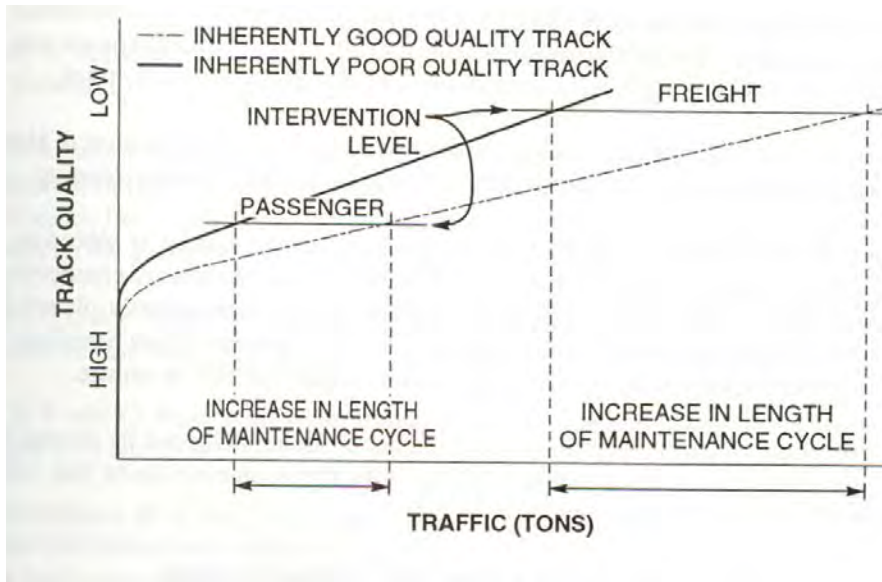 INHERENTLY GOOD QUALITY TRACK
INHERENTLY POOR QUALITY TRACK
LOW
TRACK QUALITY
HIGH
INTERVENTION
LEVEL
FREIGHT
PASSENGER
INCREASE IN LENGTH
OF MAINTENANCE CYCLE
INCREASE IN LENGTH
OF MAINTENANCE CYCLE
TRAFFIC (TONS)